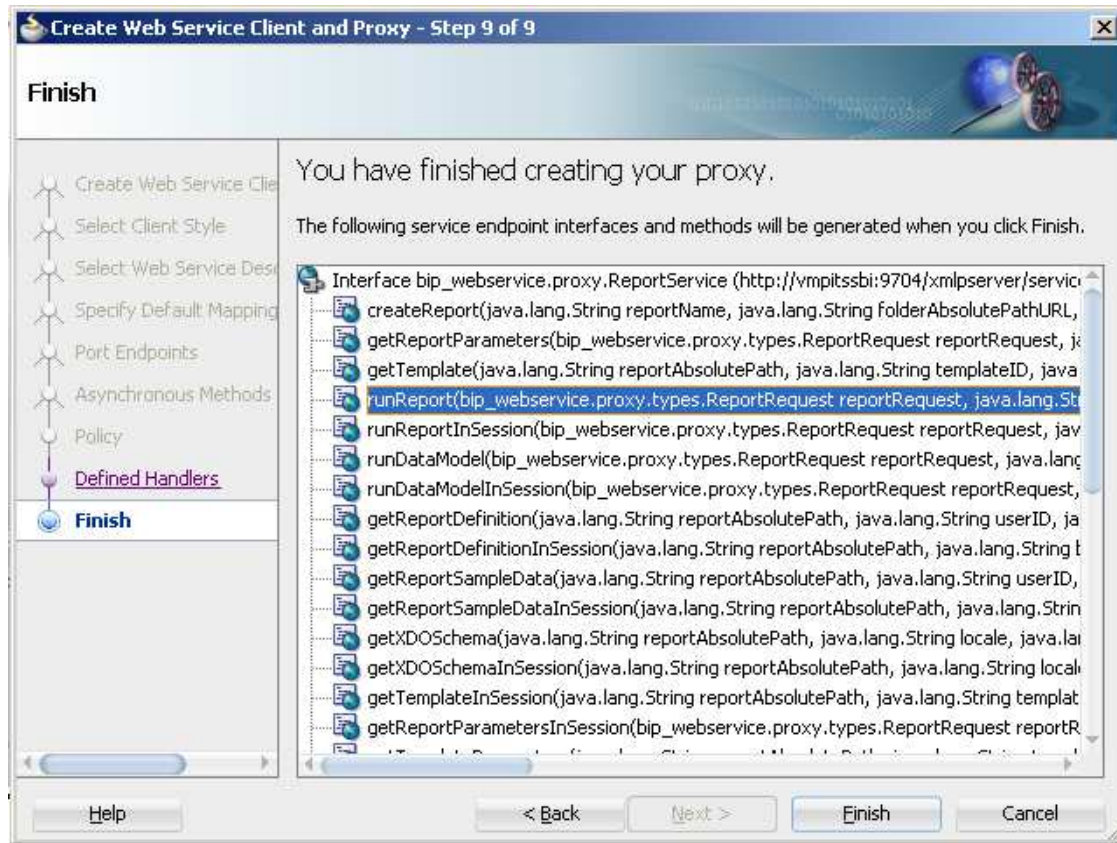 Create Web Service Client and Proxy - Step 9 of 9
Finish
Create Web Service Clie
Select Client Style
Select Web Service Desc
Specify Default Mapping
Port Endpoints
Asynchronous Methods
Policy
Defined Handlers
Finish
You have finished creating your proxy.
The following service endpoint interfaces and methods will be generated when you click Finish.
Interface bip_webservice.proxy.ReportService (http://vmpitssbi:9704/xmlpserver/servic
createReport(java.lang.String reportName, java.lang.String folderAbsolutePathURL,
getReportParameters(bip_webservice.proxy.types.ReportRequest reportRequest, ja
getTemplate(java.lang.String reportAbsolutePath, java.lang.String templateID, java
runReport(bip_webservice.proxy.types.ReportRequest reportRequest, java.lang.St
runReportInSession(bip_webservice.proxy.types.ReportRequest reportRequest, jav
runDataModel(bip_webservice.proxy.types.ReportRequest reportRequest, java.lang
runDataModelInSession(bip_webservice.proxy.types.ReportRequest reportRequest,
getReportDefinition(java.lang.String reportAbsolutePath, java.lang.String userID, ja
getReportDefinitionInSession(java.lang.String reportAbsolutePath, java.lang.String
getReportSampleData(java.lang.String reportAbsolutePath, java.lang.String userID,
getReportSampleDataInSession(java.lang.String reportAbsolutePath, java.lang.Strin
getXDOSchema(java.lang.String reportAbsolutePath, java.lang.String locale, java.lan
getXDOSchemaInSession(java.lang.String reportAbsolutePath, java.lang.String local
getTemplateInSession(java.lang.String reportAbsolutePath, java.lang.String templat
getReportParametersInSession(bip_webservice.proxy.types.ReportRequest reportR
Help
< Back
Next >
Finish
Cancel